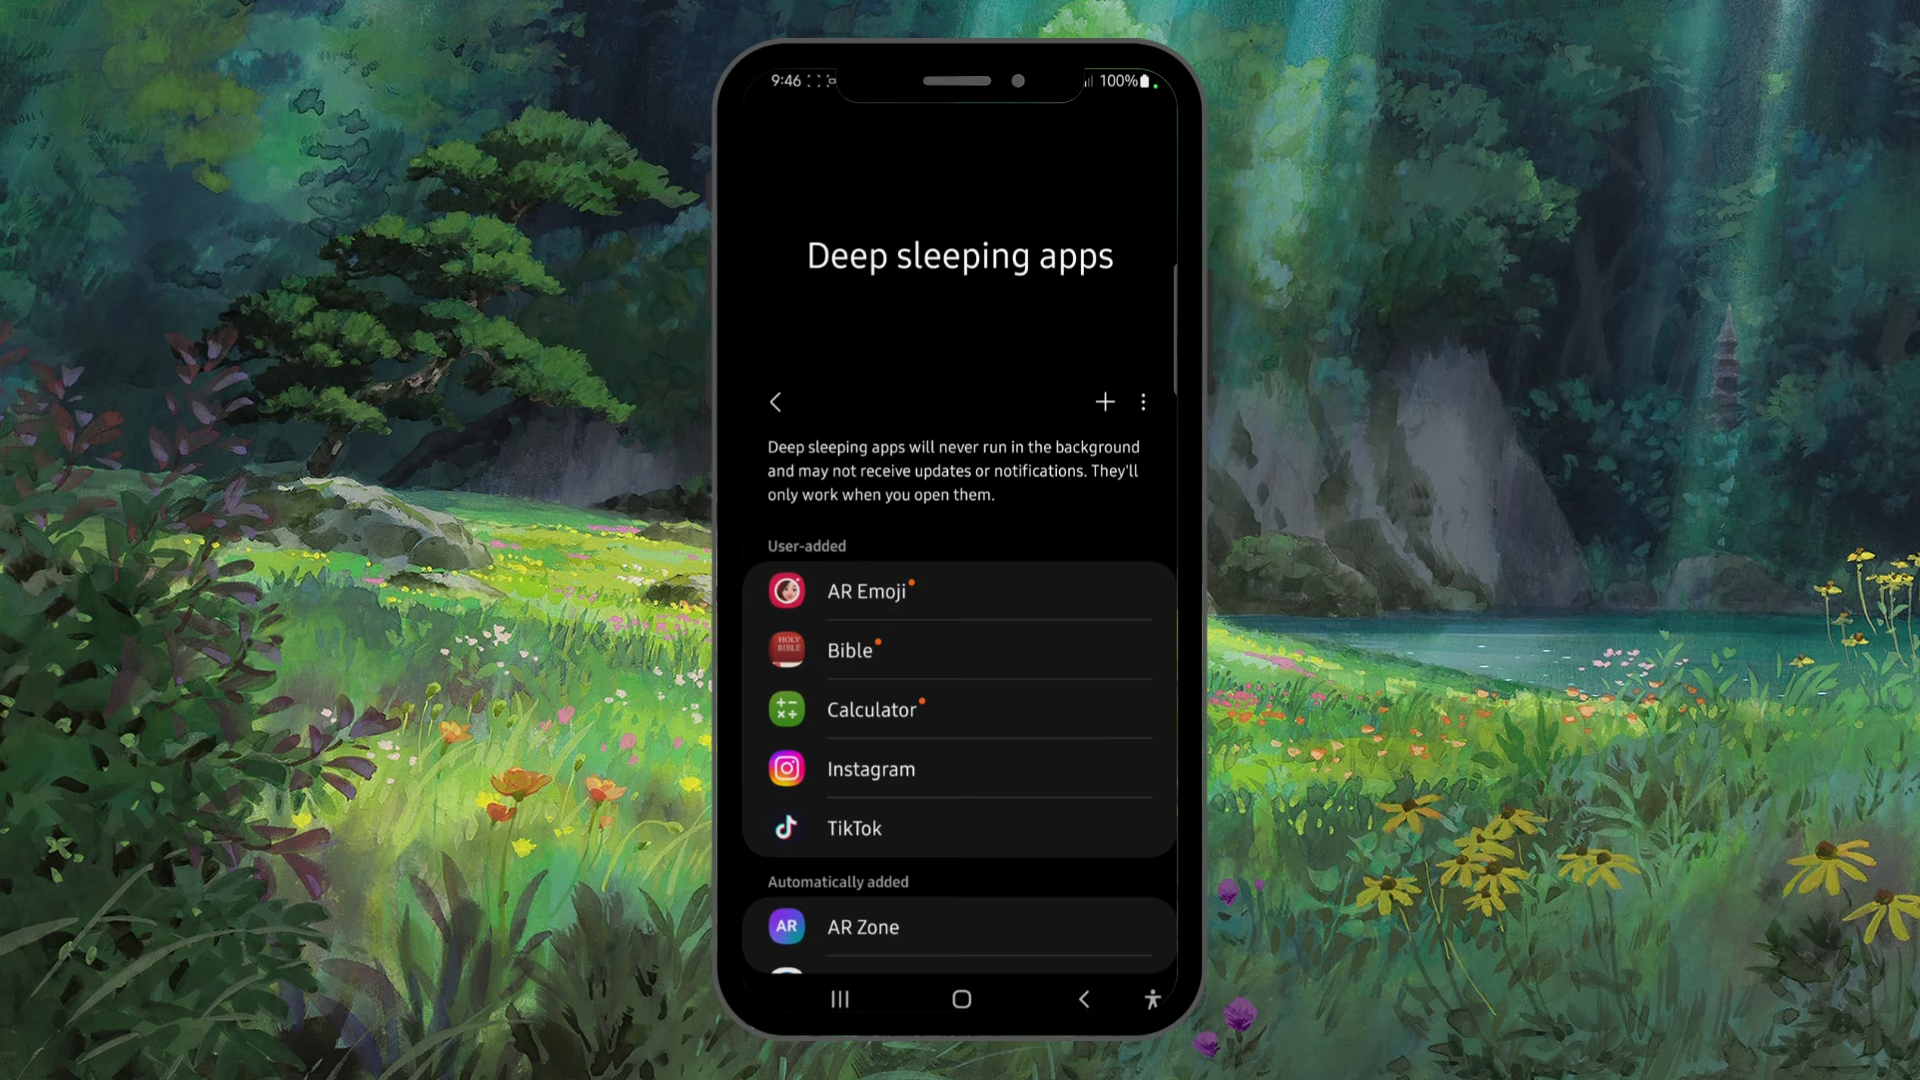 9:46
100%
Deep sleeping apps
Deep sleeping apps will never run in the background
and may not receive updates or notifications. They'll
only work when you open them.
User-added
AR Emoji
HOLY
BIBLE
Bible
Calculator
Instagram
TikTok
Automatically added
AR
AR Zone